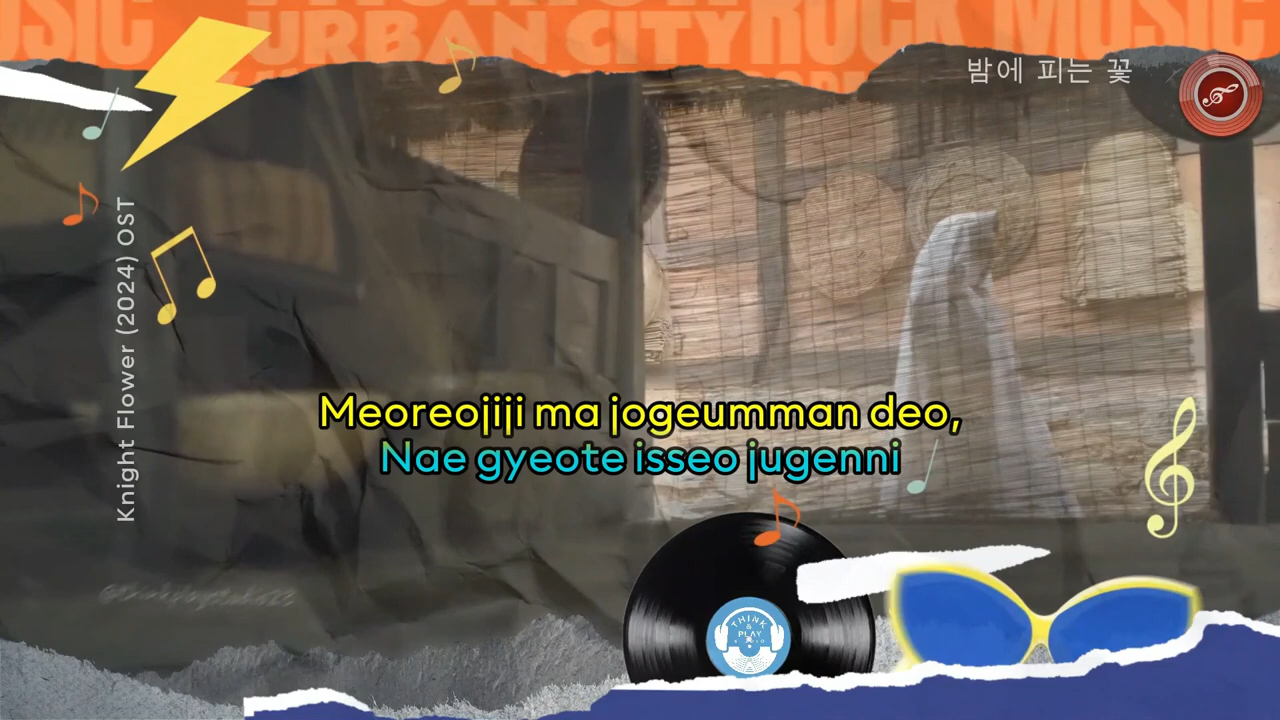 URBAN CITY
ROCK MUSIC
밤에 피는 꽃
Knight Flower (2024) OST
Meoreojiji ma jogeumman deo,
Nae gyeote isseo jugenni
THINK
&
PLAY